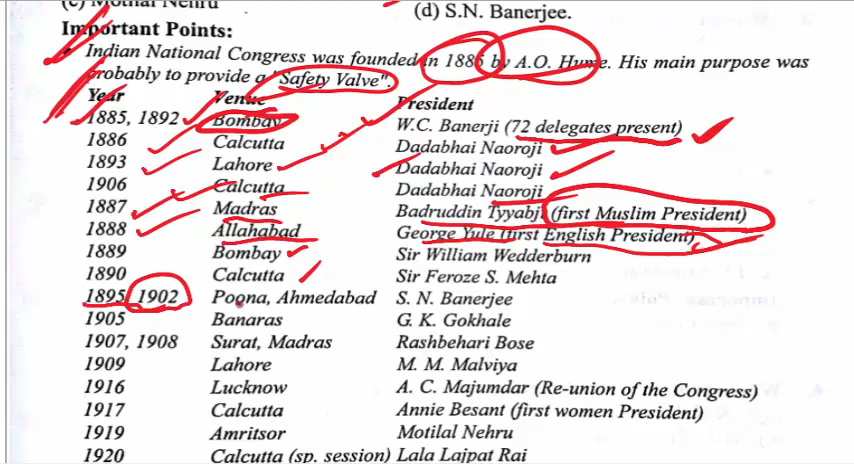 (c) Motilal Nehru (d) S.N. Banerjee.
Important Points:
Indian National Congress was founded in 1885 by A.O. Hume. His main purpose was
probably to provide a "Safety Valve".
Year Venue President
1885, 1892 Bombay W.C. Banerji (72 delegates present)
1886 Calcutta Dadabhai Naoroji
1893 Lahore Dadabhai Naoroji
1906 Calcutta Dadabhai Naoroji
1887 Madras Badruddin Tyyabji (first Muslim President)
1888 Allahabad George Yule (first English President)
1889 Bombay Sir William Wedderburn
1890 Calcutta Sir Feroze S. Mehta
1895, 1902 Poona, Ahmedabad S. N. Banerjee
1905 Banaras G. K. Gokhale
1907, 1908 Surat, Madras Rashbehari Bose
1909 Lahore M. M. Malviya
1916 Lucknow A. C. Majumdar (Re-union of the Congress)
1917 Calcutta Annie Besant (first women President)
1919 Amritsor Motilal Nehru
1920 Calcutta (sp. session) Lala Lajpat Rai